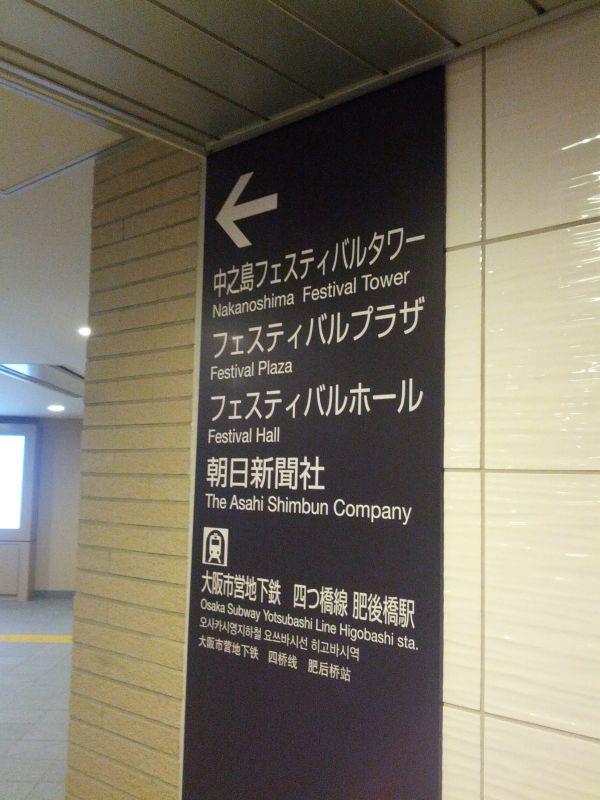 中之島フェスティバルタワー
Nakanoshima Festival Tower
フェスティバルプラザ
Festival Plaza
フェスティバルホール
Festival Hall
朝日新聞社
The Asahi Shimbun Company
大阪市営地下鉄 四つ橋線 肥後橋駅
Osaka Subway Yotsubashi Line Higobashi sta.
오사카시영지하철 요쓰바시선 히고바시역
大阪市营地下铁 四桥线 肥后桥站